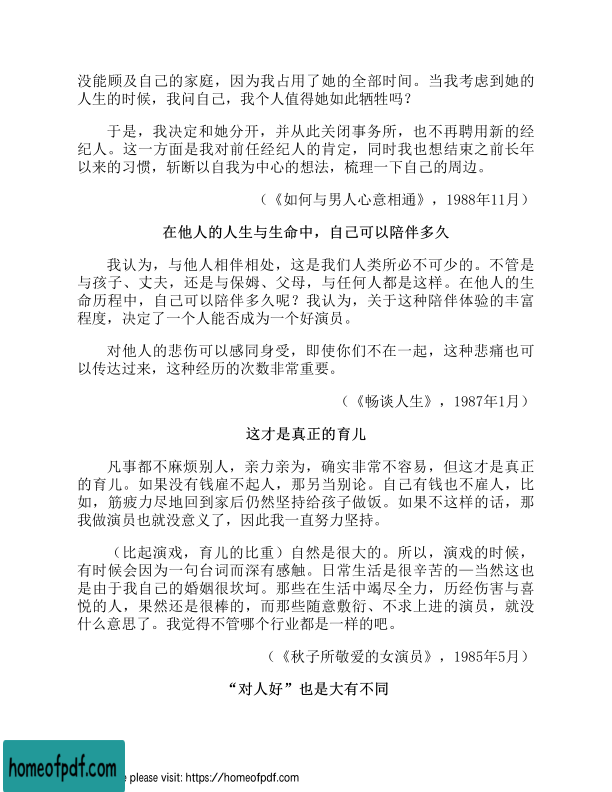 没能顾及自己的家庭，因为我占用了她的全部时间。当我考虑到她的
人生的时候，我问自己，我个人值得她如此牺牲吗？
于是，我决定和她分开，并从此关闭事务所，也不再聘用新的经
纪人。这一方面是我对前任经纪人的肯定，同时我也想结束之前长年
以来的习惯，斩断以自我为中心的想法，梳理一下自己的周边。
（《如何与男人心意相通》，1988年11月）
在他人的人生与生命中，自己可以陪伴多久
我认为，与他人相伴相处，这是我们人类所必不可少的。不管是
与孩子、丈夫，还是与保姆、父母，与任何人都是这样。在他人的生
命历程中，自己可以陪伴多久呢？我认为，关于这种陪伴体验的丰富
程度，决定了一个人能否成为一个好演员。
对他人的悲伤可以感同身受，即使你们不在一起，这种悲痛也可
以传达过来，这种经历的次数非常重要。
（《畅谈人生》，1987年1月）
这才是真正的育儿
凡事都不麻烦别人，亲力亲为，确实非常不容易，但这才是真正
的育儿。如果没有钱雇不起人，那另当别论。自己有钱也不雇人，比
如，筋疲力尽地回到家后仍然坚持给孩子做饭。如果不这样的话，那
我做演员也就没意义了，因此我一直努力坚持。
（比起演戏，育儿的比重）自然是很大的。所以，演戏的时候，
有时候会因为一句台词而深有感触。日常生活是很辛苦的—当然这也
是由于我自己的婚姻很坎坷。那些在生活中竭尽全力，历经伤害与喜
悦的人，果然还是很棒的，而那些随意敷衍、不求上进的演员，就没
什么意思了。我觉得不管哪个行业都是一样的吧。
（《秋子所敬爱的女演员》，1985年5月）
“对人好”也是大有不同
homeofpdf.com
e please visit: https://homeofpdf.com